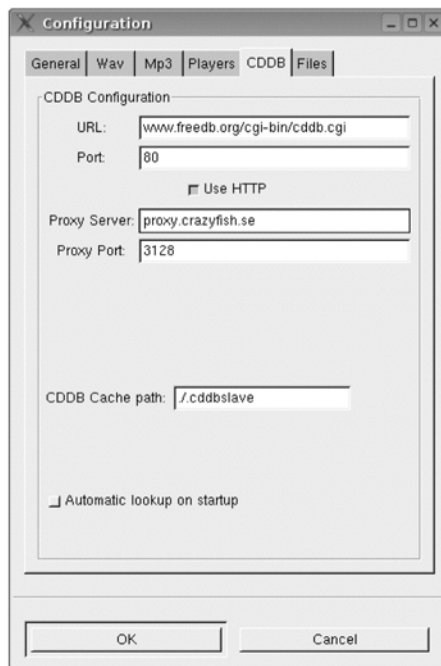 Configuration
General Wav Mp3 Players CDDB Files
CDDB Configuration
URL: www.freedb.org/cgi-bin/cddb.cgi
Port: 80
Use HTTP
Proxy Server: proxy.crazyfish.se
Proxy Port: 3128
CDDB Cache path: ./.cddbslave
Automatic lookup on startup
OK Cancel